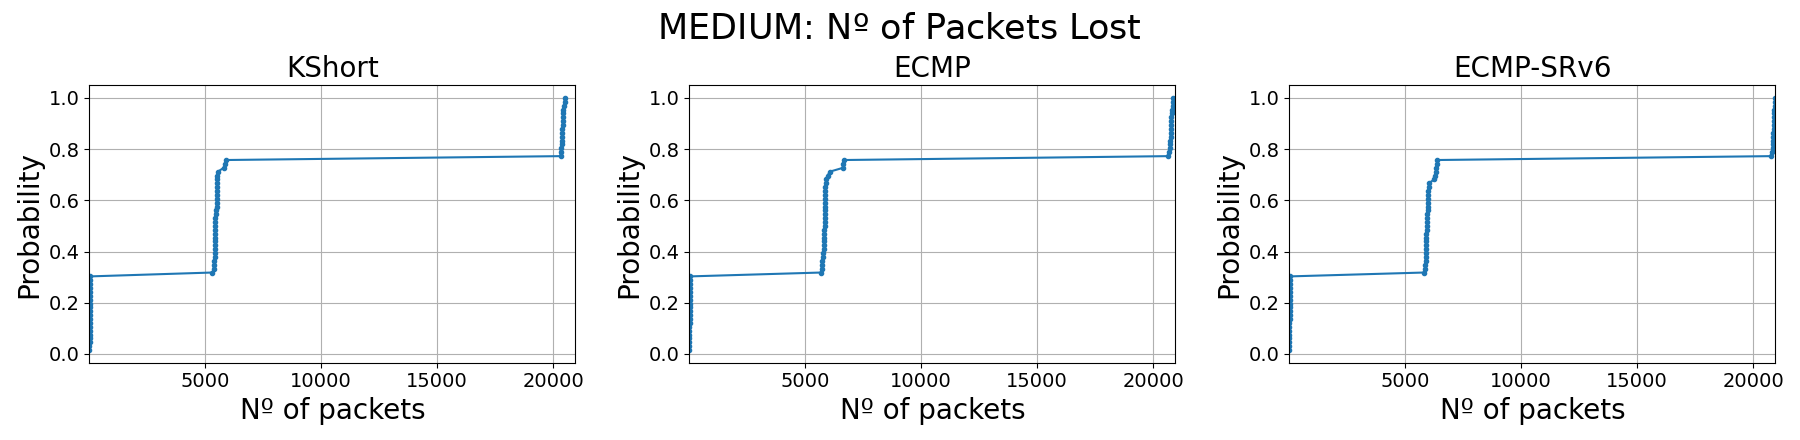 MEDIUM: Nº of Packets Lost
KShort
1.0
0.8
0.6
0.4
0.2
0.0
Probability
5000 10000 15000 20000
Nº of packets
ECMP
1.0
0.8
0.6
0.4
0.2
0.0
Probability
5000 10000 15000 20000
Nº of packets
ECMP-SRv6
1.0
0.8
0.6
0.4
0.2
0.0
Probability
5000 10000 15000 20000
Nº of packets